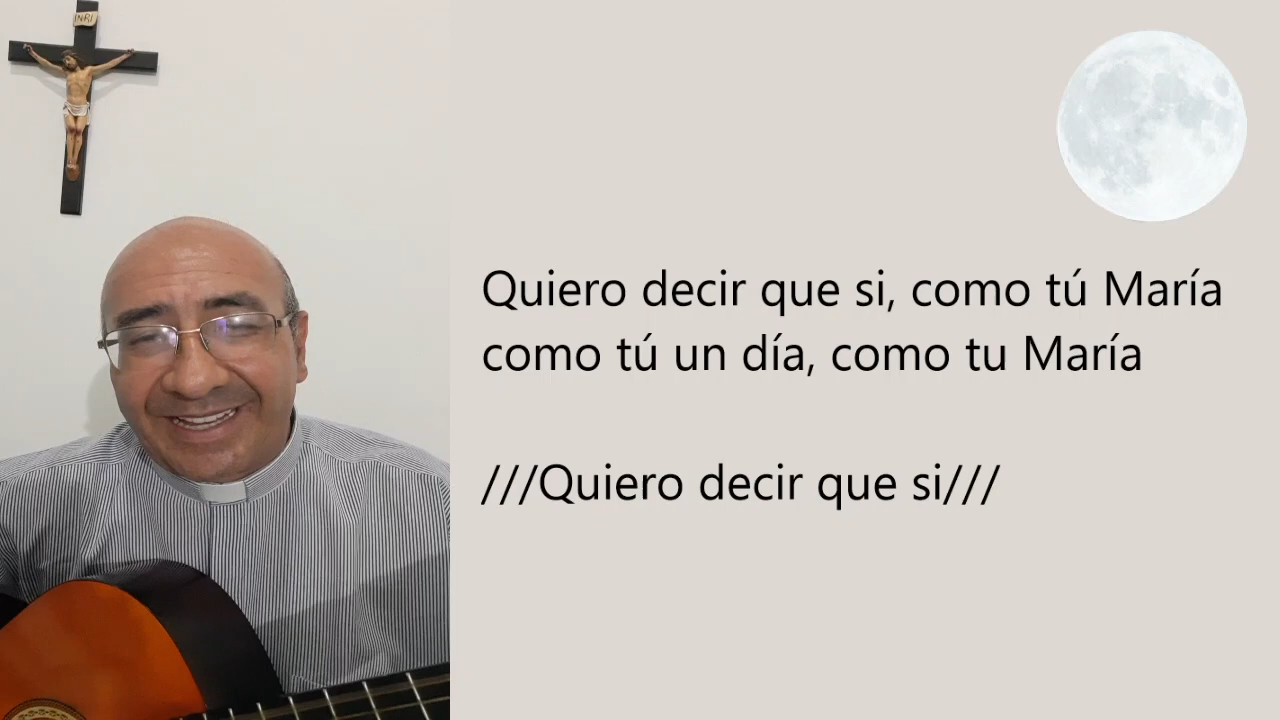 INRI
Quiero decir que si, como tú María
como tú un día, como tu María
///Quiero decir que si///